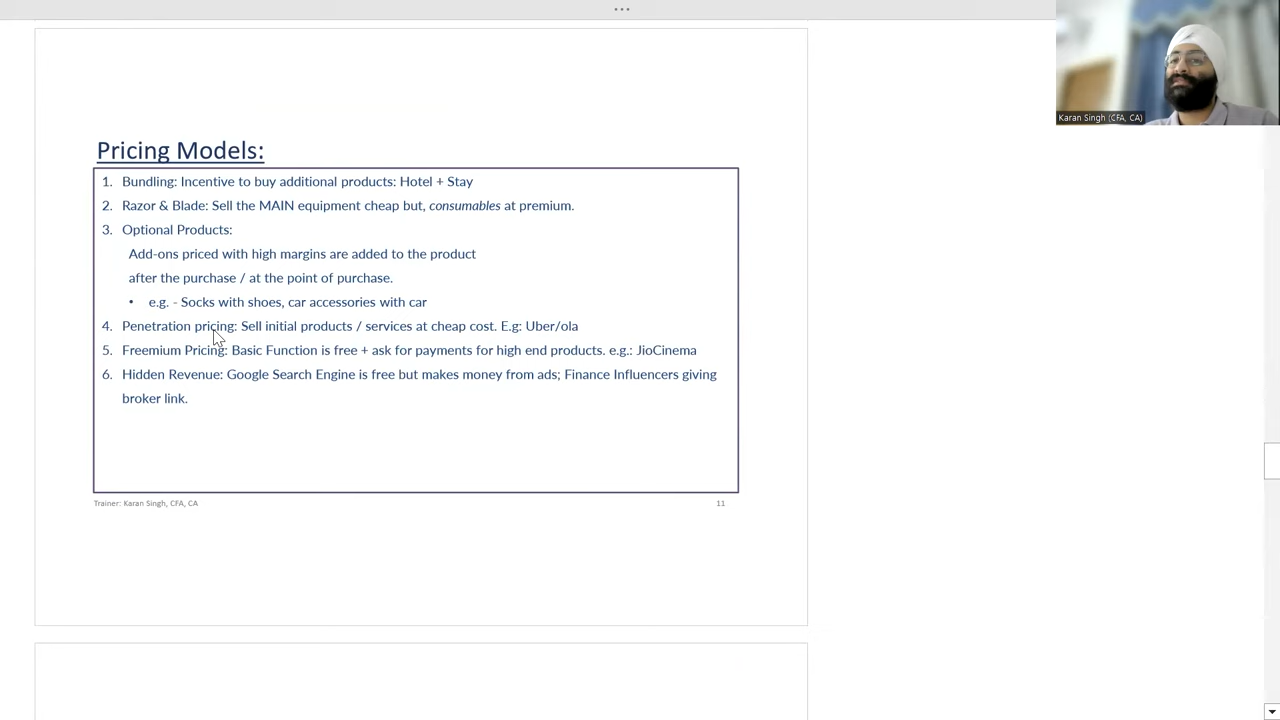 Karan Singh (CFA, CA)
Pricing Models:
1. Bundling: Incentive to buy additional products: Hotel + Stay
2. Razor & Blade: Sell the MAIN equipment cheap but, consumables at premium.
3. Optional Products:
Add-ons priced with high margins are added to the product
after the purchase / at the point of purchase.
• e.g. - Socks with shoes, car accessories with car
4. Penetration pricing: Sell initial products / services at cheap cost. E.g: Uber/ola
5. Freemium Pricing: Basic Function is free + ask for payments for high end products. e.g.: JioCinema
6. Hidden Revenue: Google Search Engine is free but makes money from ads; Finance Influencers giving
broker link.
Trainer: Karan Singh, CFA, CA
11